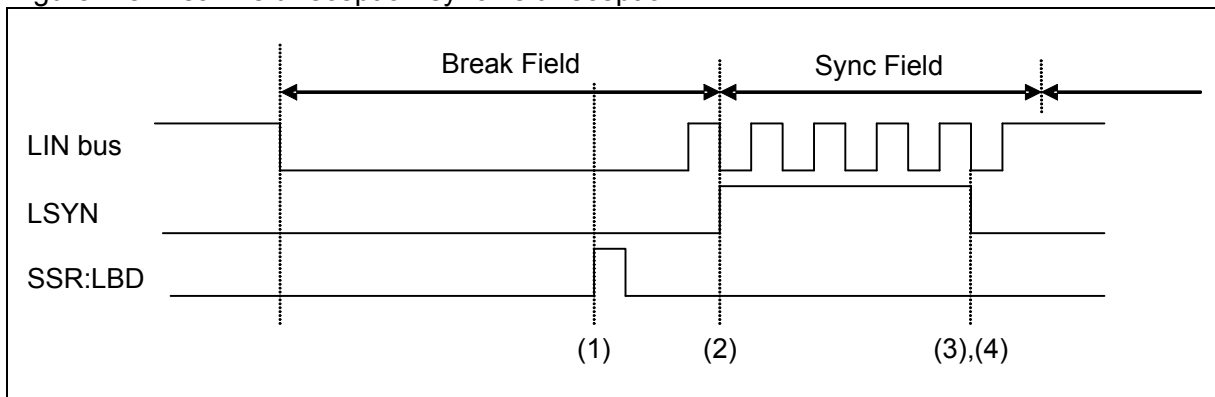 Break Field
Sync Field
LIN bus
LSYN
SSR:LBD
(1)
(2)
(3),(4)